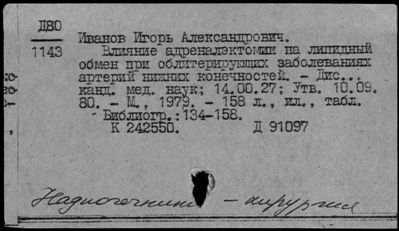 Д80
1143
Иванов Игорь Александрович.
Влияние адреналэктомии на липидный
обмен при облитерирующих заболеваниях
артерий нижних конечностей. - Дис...
канд. мед. наук; 14.00.27; Утв. 10.09.
80. - М., 1979. - 158 л., ил., табл.
Библиогр.:134-158.
К 242550. Д 91097
Надпочечники - хирургия